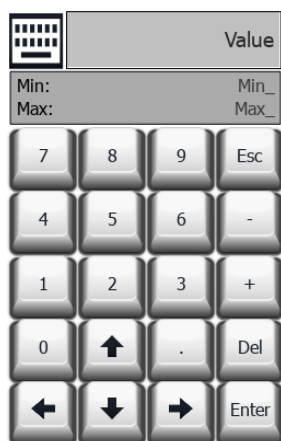 Value
Min: Min_
Max: Max_
7 8 9 Esc
4 5 6 -
1 2 3 +
0 . Del
Enter